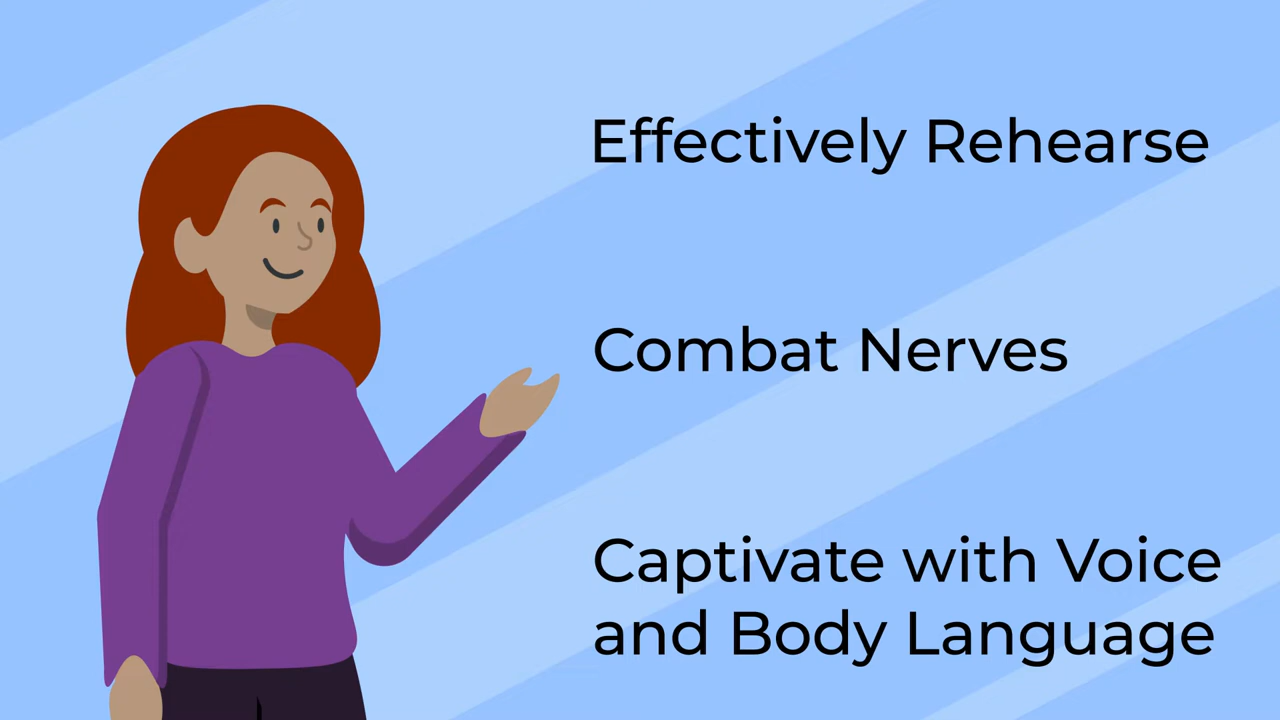 Effectively Rehearse
Combat Nerves
Captivate with Voice
and Body Language